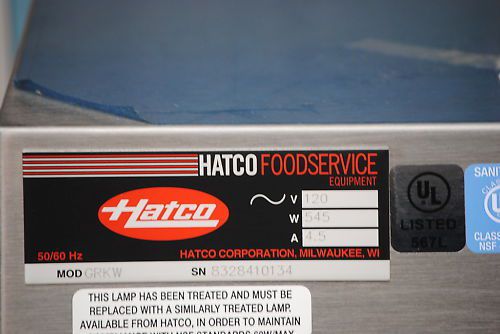 HATCO FOODSERVICE
EQUIPMENT
Hatco
V 120
W 545
A 4.5
50/60 Hz
HATCO CORPORATION, MILWAUKEE, WI
MOD GRKW SN 8328410134
UL
LISTED
567L
SANI
CLASS
NSF
THIS LAMP HAS BEEN TREATED AND MUST BE
REPLACED WITH A SIMILARLY TREATED LAMP.
AVAILABLE FROM HATCO, IN ORDER TO MAINTAIN